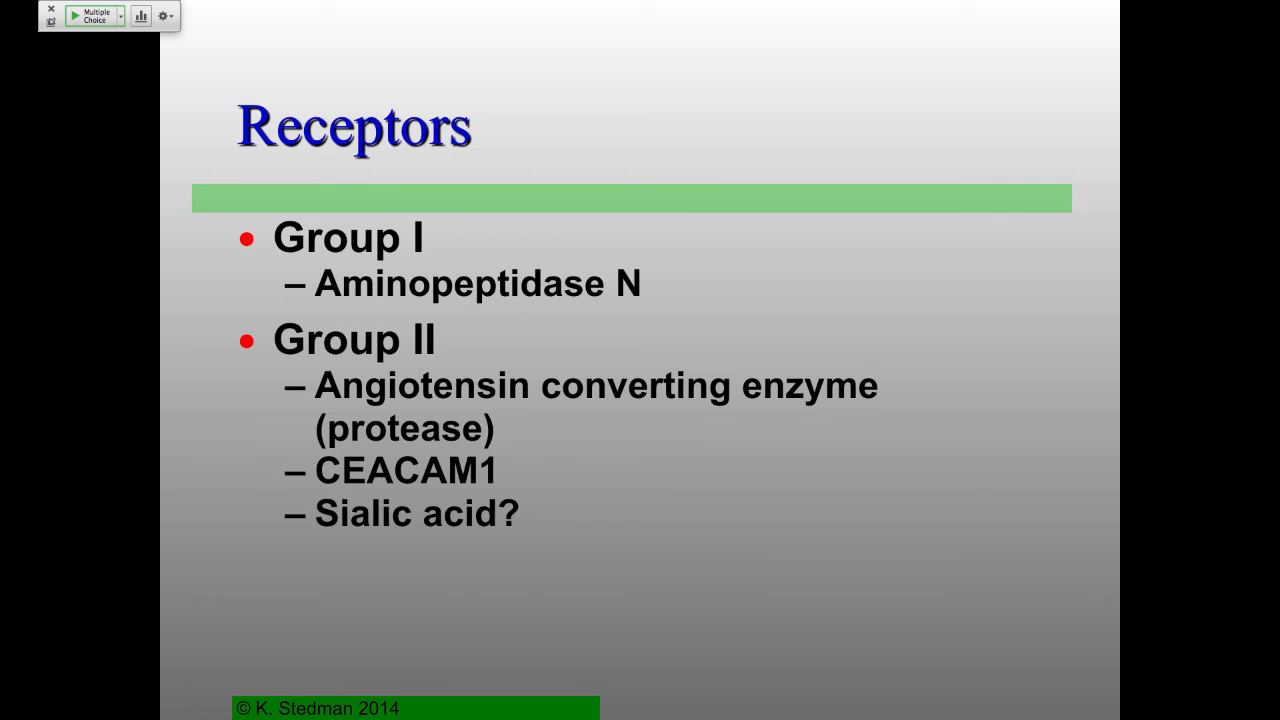 Multiple
Choice
Receptors
• Group I
– Aminopeptidase N
• Group II
– Angiotensin converting enzyme
(protease)
– CEACAM1
– Sialic acid?
© K. Stedman 2014